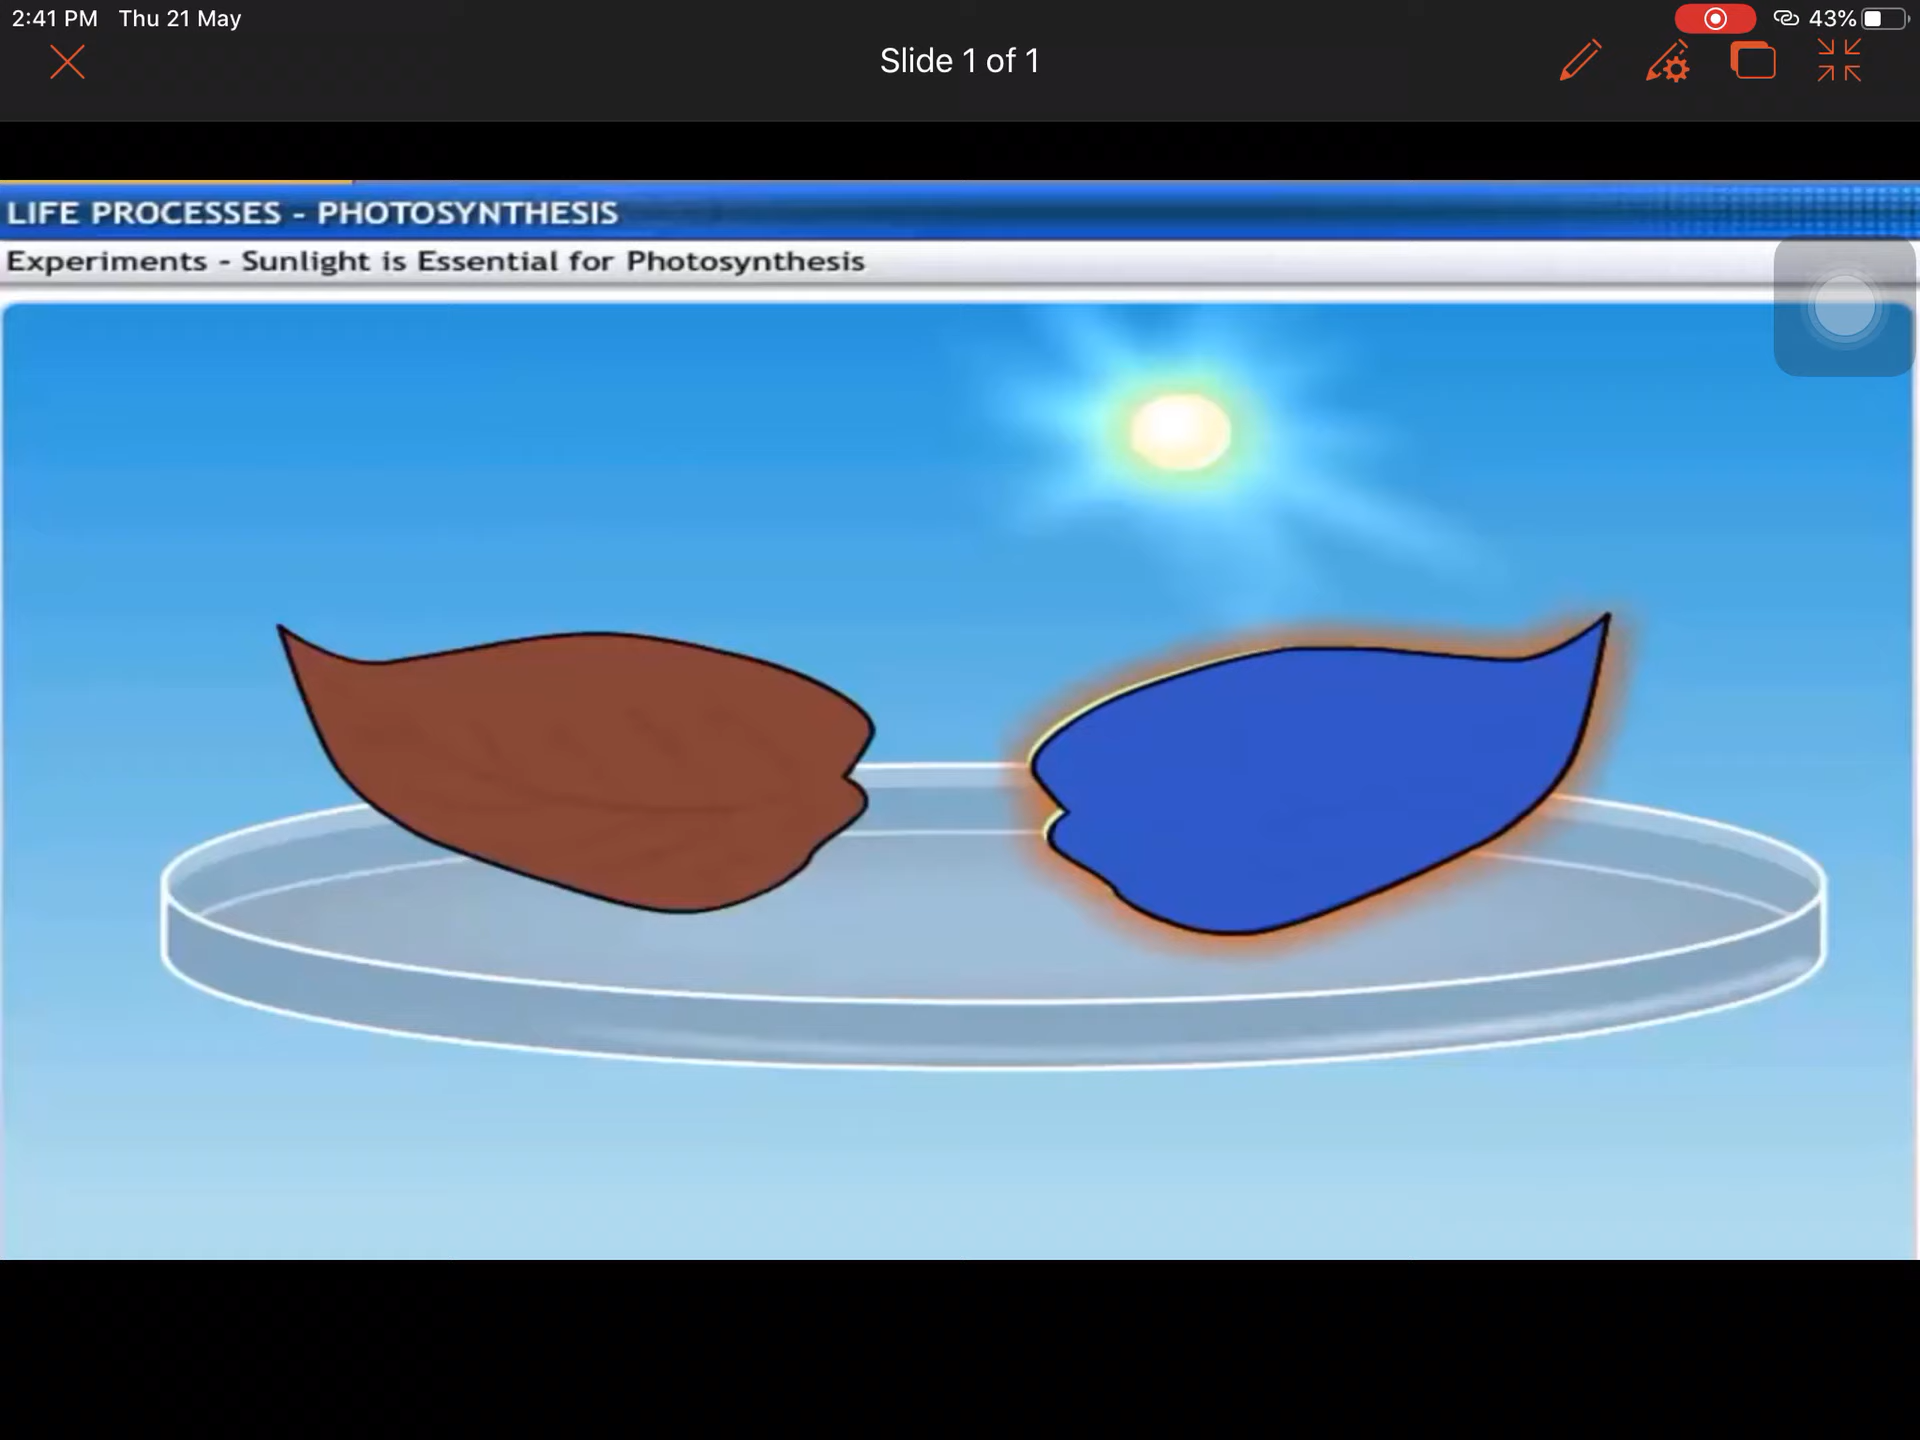 2:41 PM Thu 21 May
43%
Slide 1 of 1
LIFE PROCESSES - PHOTOSYNTHESIS
Experiments - Sunlight is Essential for Photosynthesis